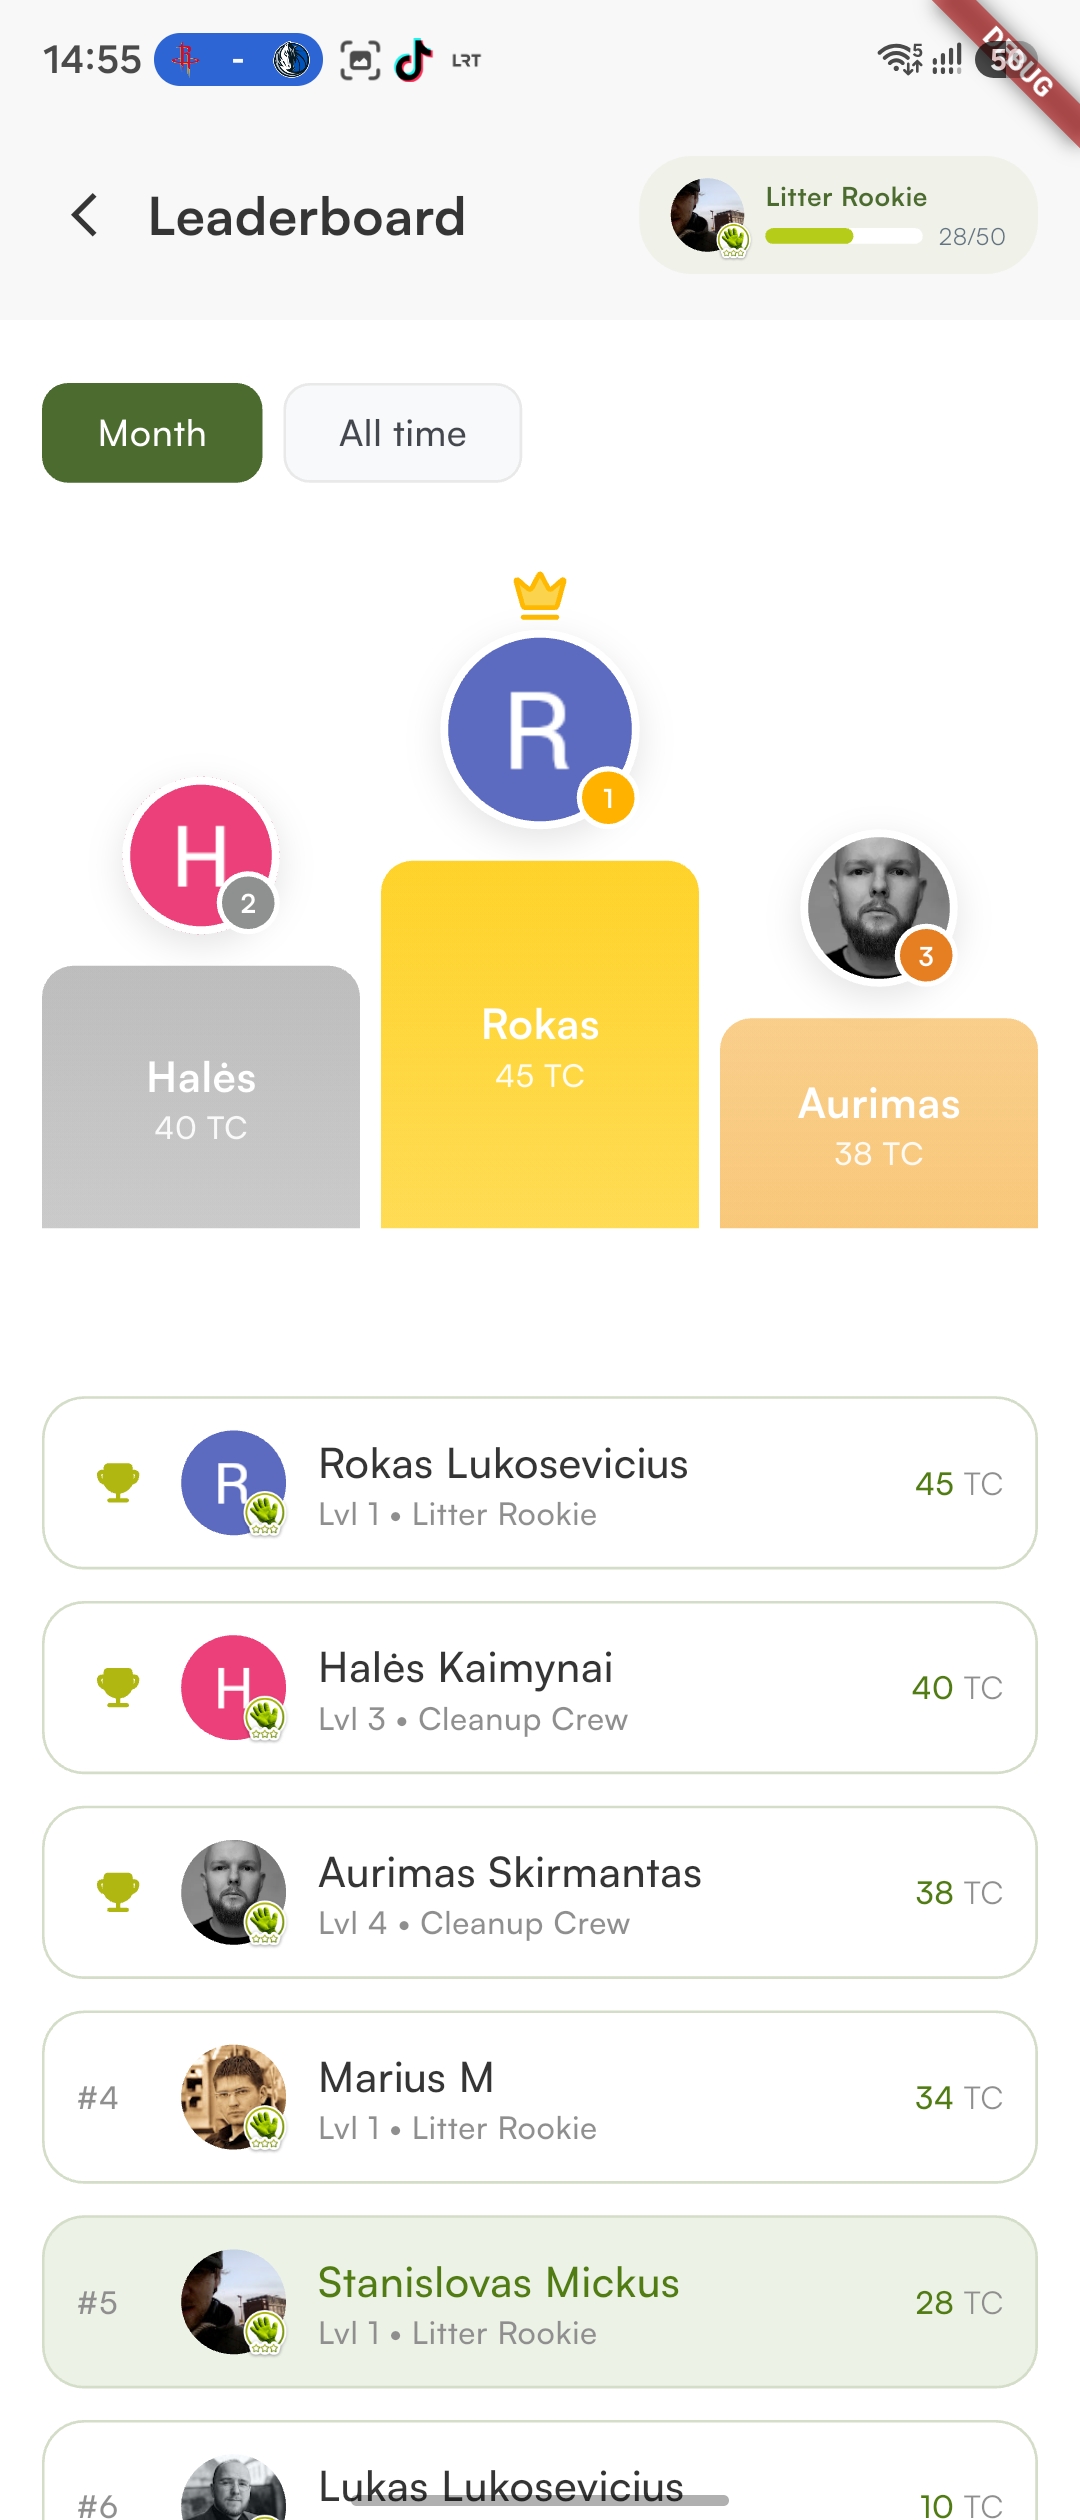 14:55
-
LRT
5
DEBUG
Leaderboard
Litter Rookie
28/50
Month
All time
R
1
H
2
3
Rokas
45 TC
Halės
40 TC
Aurimas
38 TC
R
Rokas Lukosevicius
Lvl 1 • Litter Rookie
45 TC
H
Halės Kaimynai
Lvl 3 • Cleanup Crew
40 TC
Aurimas Skirmantas
Lvl 4 • Cleanup Crew
38 TC
#4
Marius M
Lvl 1 • Litter Rookie
34 TC
#5
Stanislovas Mickus
Lvl 1 • Litter Rookie
28 TC
#6
Lukas Lukosevicius
10 TC